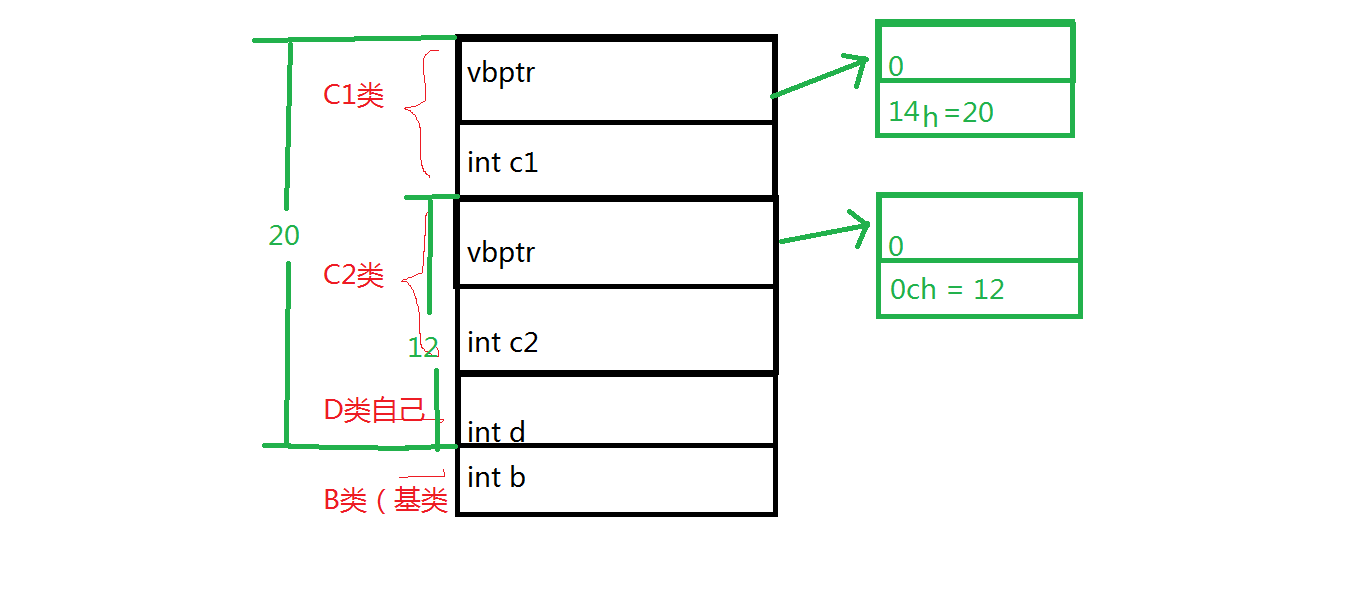 vbptr
C1类
int c1
0
14h=20
20
vbptr
C2类
int c2
12
0
0ch = 12
D类自己
int d
int b
B类（基类